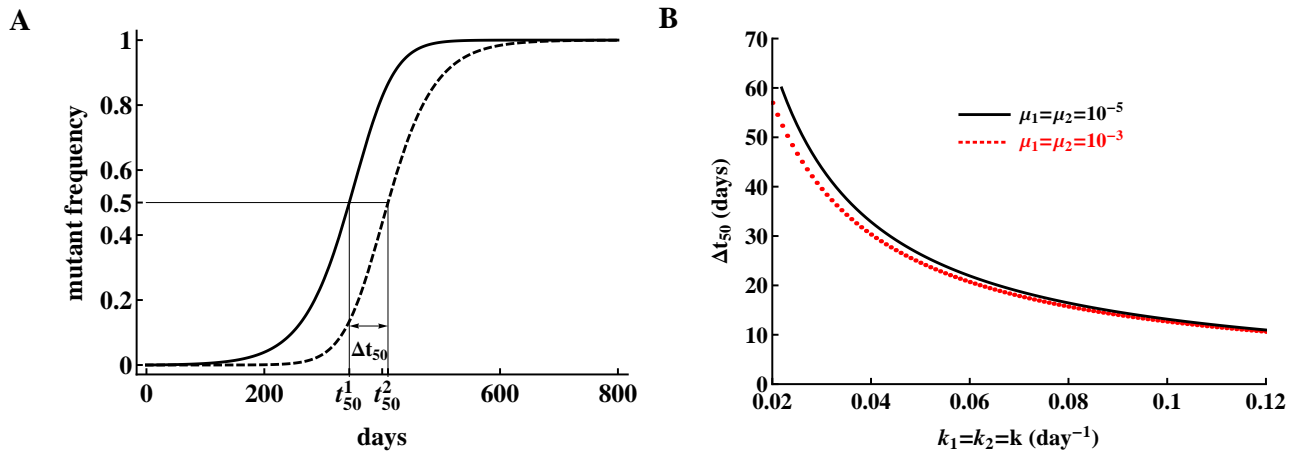 A
mutant frequency
1
0.8
0.6
0.5
0.4
0.2
0
Δt₅₀
0 200 t¹₅₀ t²₅₀ 600 800
days
B
Δt₅₀ (days)
70
60
50
40
30
20
10
0
μ₁=μ₂=10⁻⁵
μ₁=μ₂=10⁻³
0.02 0.04 0.06 0.08 0.1 0.12
k₁=k₂=k (day⁻¹)